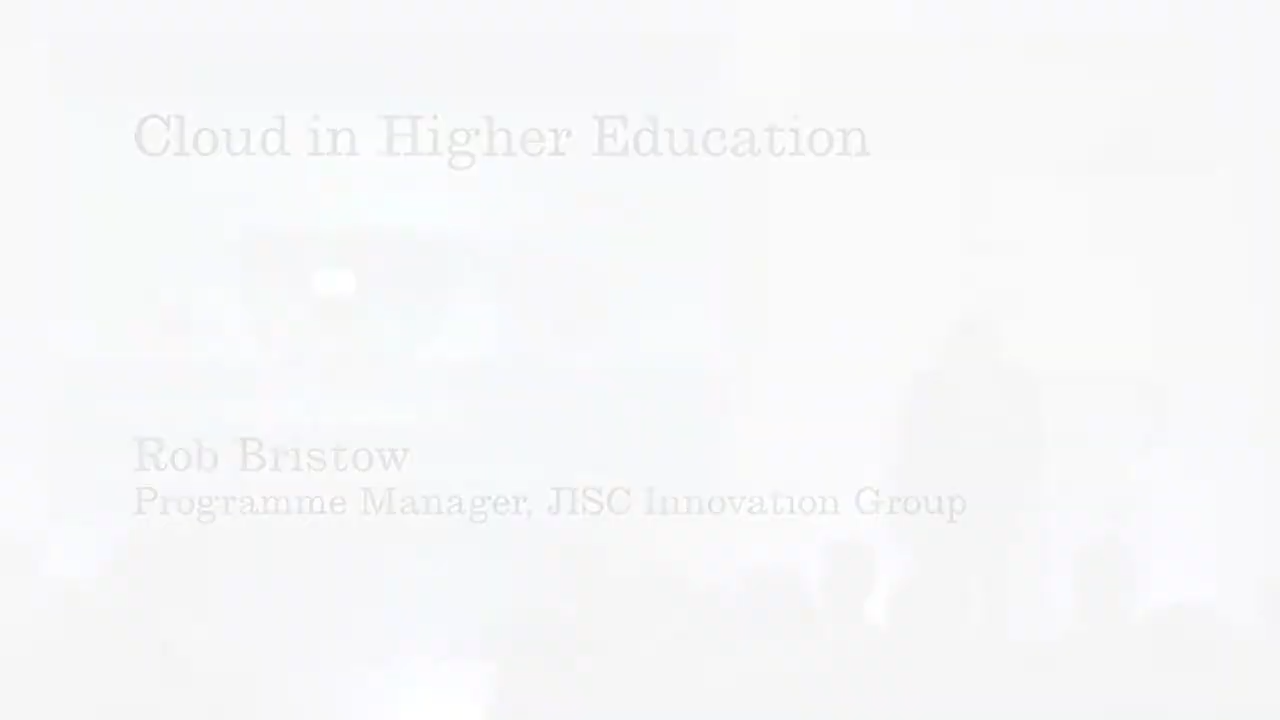 Cloud in Higher Education
Rob Bristow
Programme Manager, JISC Innovation Group